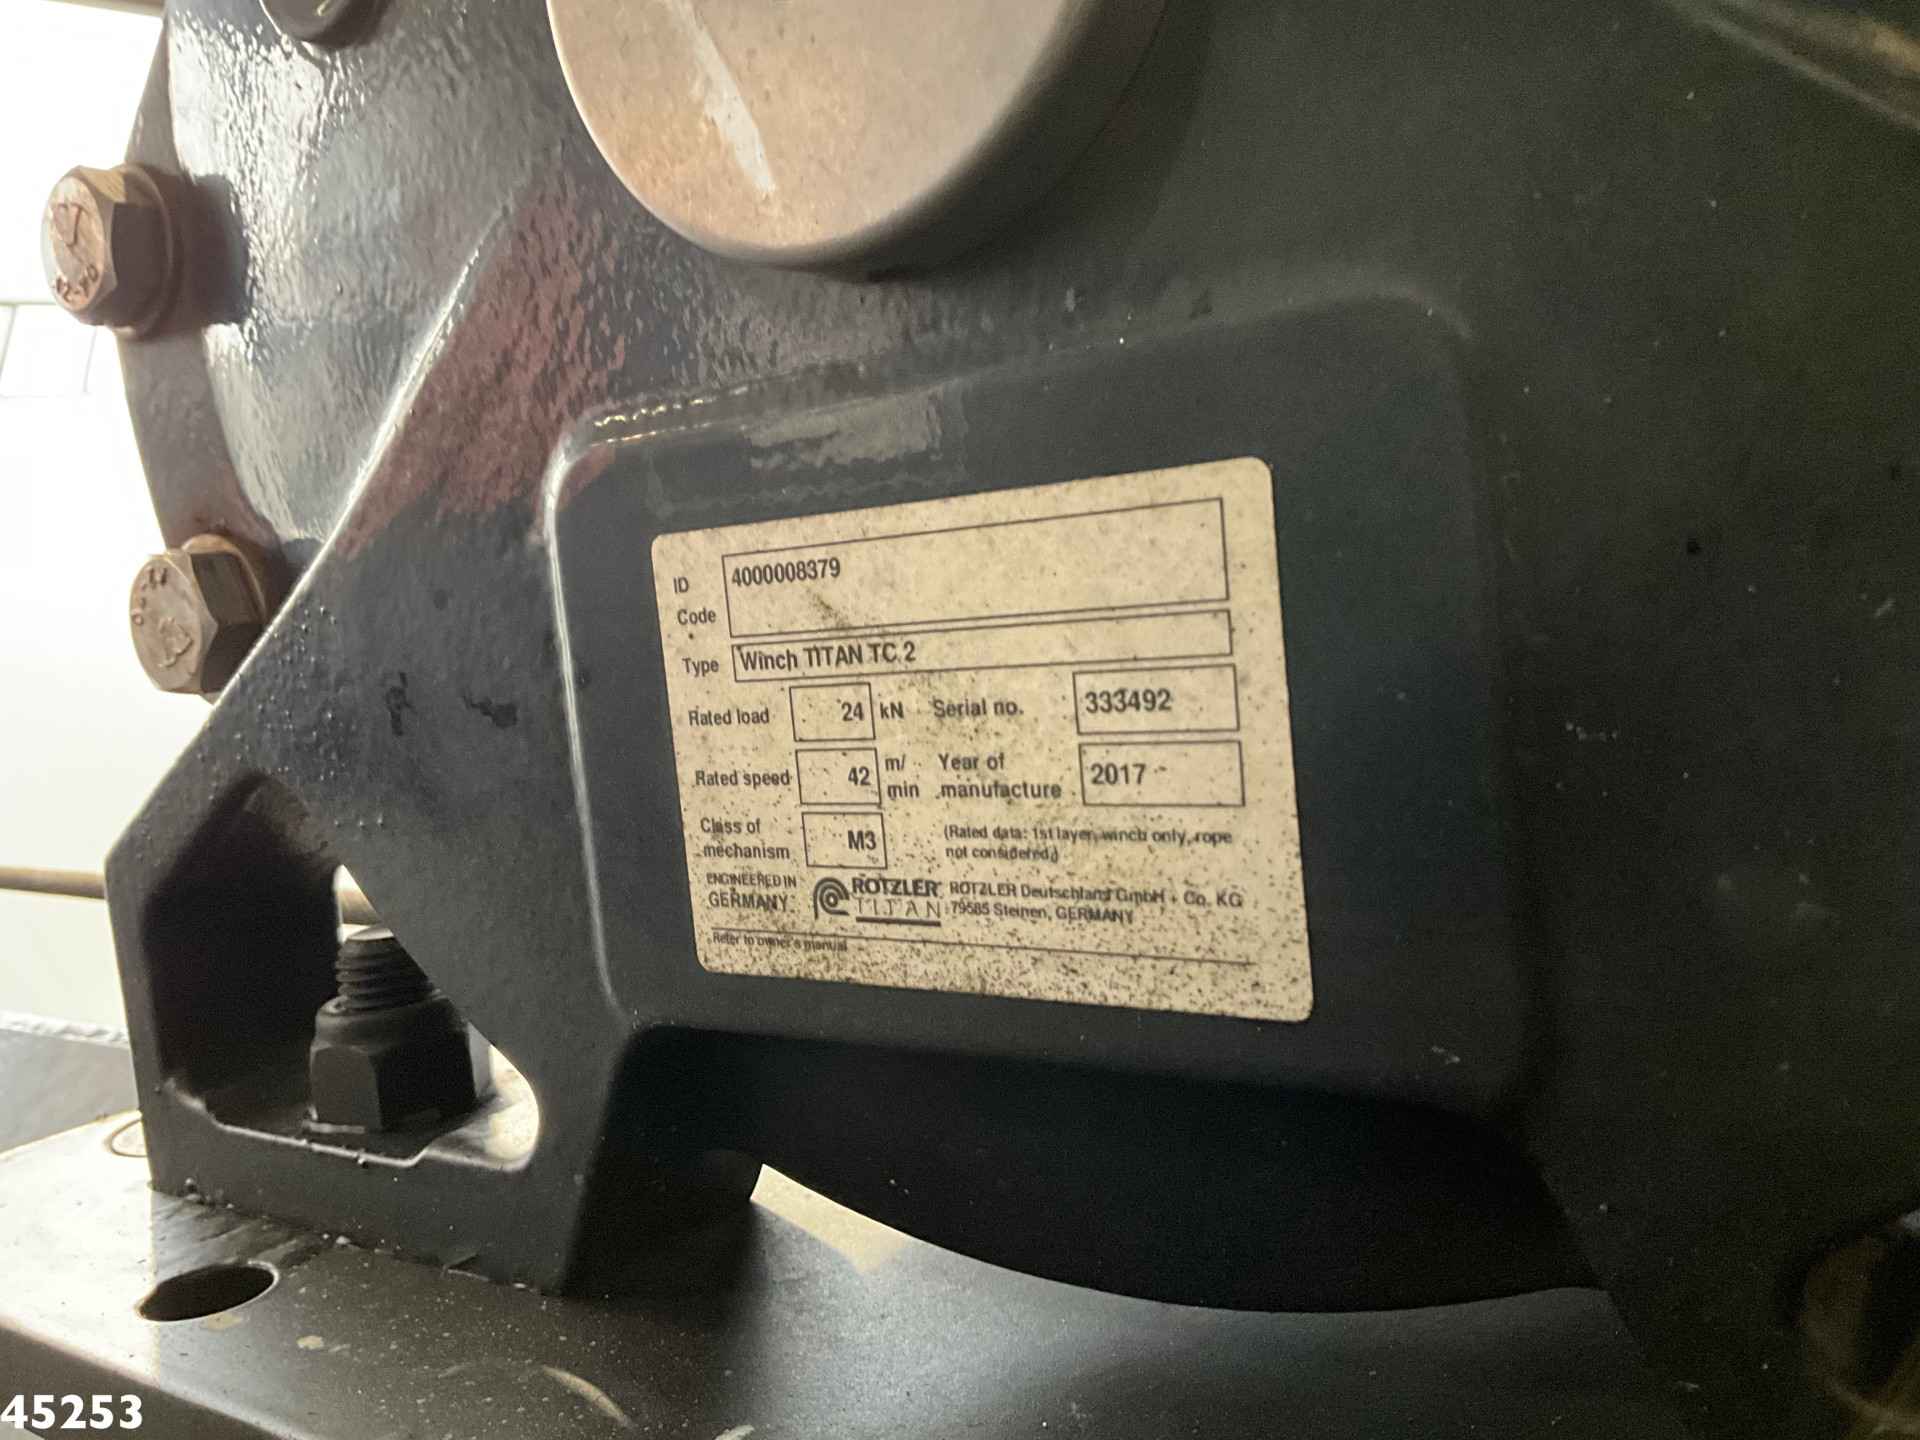 ID
Code
4000008379
Type
Winch TITAN TC 2
Rated load
24
kN
Serial no.
333492
Rated speed
42
m/
min
Year of
manufacture
2017
Class of
mechanism
M3
(Rated data: 1st layer, winch only, rope
not considered.)
ENGINEERED IN
GERMANY
ROTZLER
TITAN
ROTZLER Deutschland GmbH + Co. KG
79585 Steinen, GERMANY
Refer to owner's manual
45253